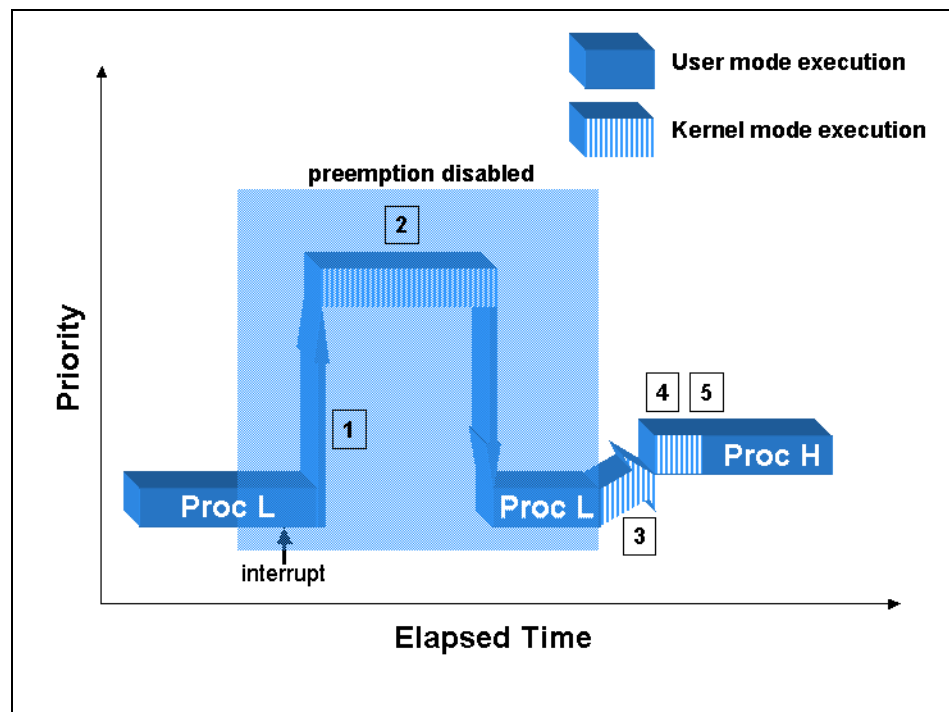 User mode execution
Kernel mode execution
preemption disabled
2
Priority
1
4 5
Proc L
Proc L
Proc H
3
interrupt
Elapsed Time